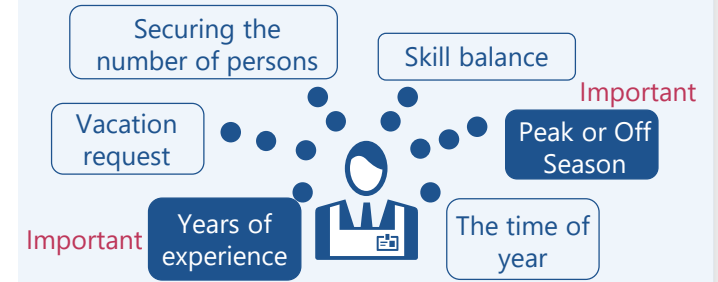 Securing the
number of persons
Skill balance
Important
Vacation
request
Peak or Off
Season
Important
Years of
experience
The time of
year